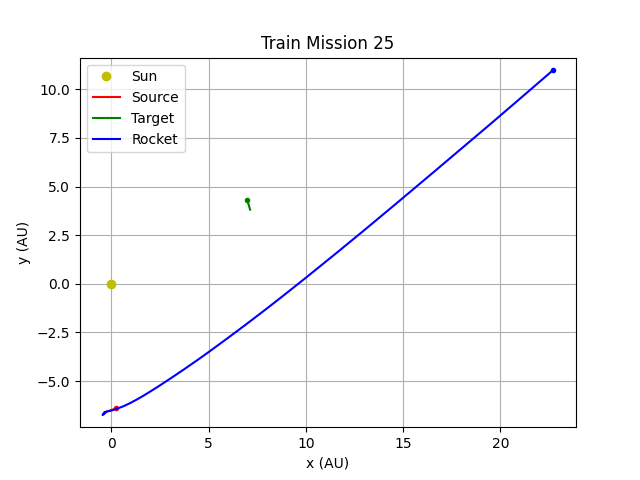 Train Mission 25
Sun
Source
Target
Rocket
10.0
7.5
5.0
2.5
0.0
−2.5
−5.0
y (AU)
0 5 10 15 20
x (AU)